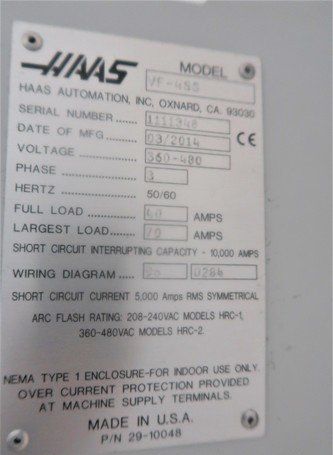 HAAS
MODEL VF-4SS
HAAS AUTOMATION, INC, OXNARD, CA. 93030
SERIAL NUMBER ........... 1111348
DATE OF MFG ............. 03/2014 CE
VOLTAGE .................... 360-480
PHASE ........................ 3
HERTZ ........................ 50/60
FULL LOAD ................. AMPS
LARGEST LOAD........ AMPS
SHORT CIRCUIT INTERRUPTING CAPACITY - 10,000 AMPS
WIRING DIAGRAM ..... 0286
SHORT CIRCUIT CURRENT 5,000 Amps RMS SYMMETRICAL
ARC FLASH RATING: 208-240VAC MODELS HRC-1,
360-480VAC MODELS HRC-2.
NEMA TYPE 1 ENCLOSURE-FOR INDOOR USE ONLY.
OVER CURRENT PROTECTION PROVIDED
AT MACHINE SUPPLY TERMINALS.
MADE IN U.S.A.
P/N 29-10048